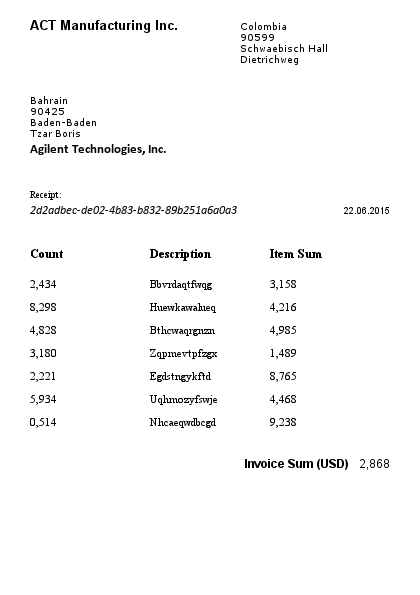 ACT Manufacturing Inc.
Colombia
90599
Schwaebisch Hall
Dietrichweg
Bahrain
90425
Baden-Baden
Tzar Boris
Agilent Technologies, Inc.
Receipt:
2d2adbec-de02-4b83-b832-89b251a6a0a3 22.06.2015
Count Description Item Sum
2,434 Bbvrdaqtfwqg 3,158
8,298 Huewkawalueq 4,216
4,828 Bthcwaqrgnzn 4,985
3,180 Zqpmevtpfzgx 1,489
2,221 Egdstngykftd 8,765
5,934 Uqhmozyfswje 4,468
0,514 Nhcaeqwdbcgd 9,238
Invoice Sum (USD) 2,868